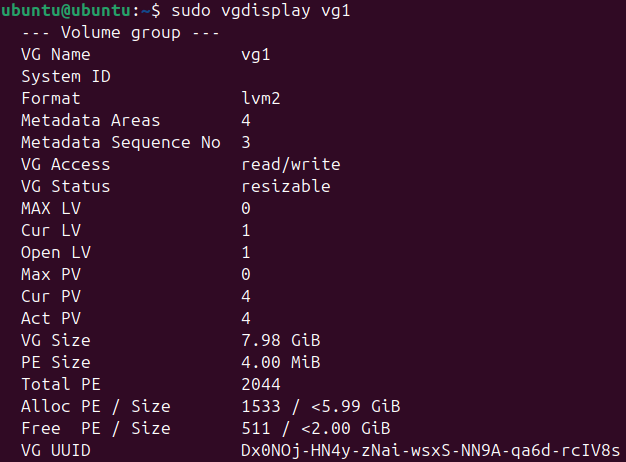 ubuntu@ubuntu:~$ sudo vgdisplay vg1
--- Volume group ---
VG Name vg1
System ID
Format lvm2
Metadata Areas 4
Metadata Sequence No 3
VG Access read/write
VG Status resizable
MAX LV 0
Cur LV 1
Open LV 1
Max PV 0
Cur PV 4
Act PV 4
VG Size 7.98 GiB
PE Size 4.00 MiB
Total PE 2044
Alloc PE / Size 1533 / <5.99 GiB
Free PE / Size 511 / <2.00 GiB
VG UUID Dx0NOj-HN4y-zNai-wsxS-NN9A-qa6d-rcIV8s